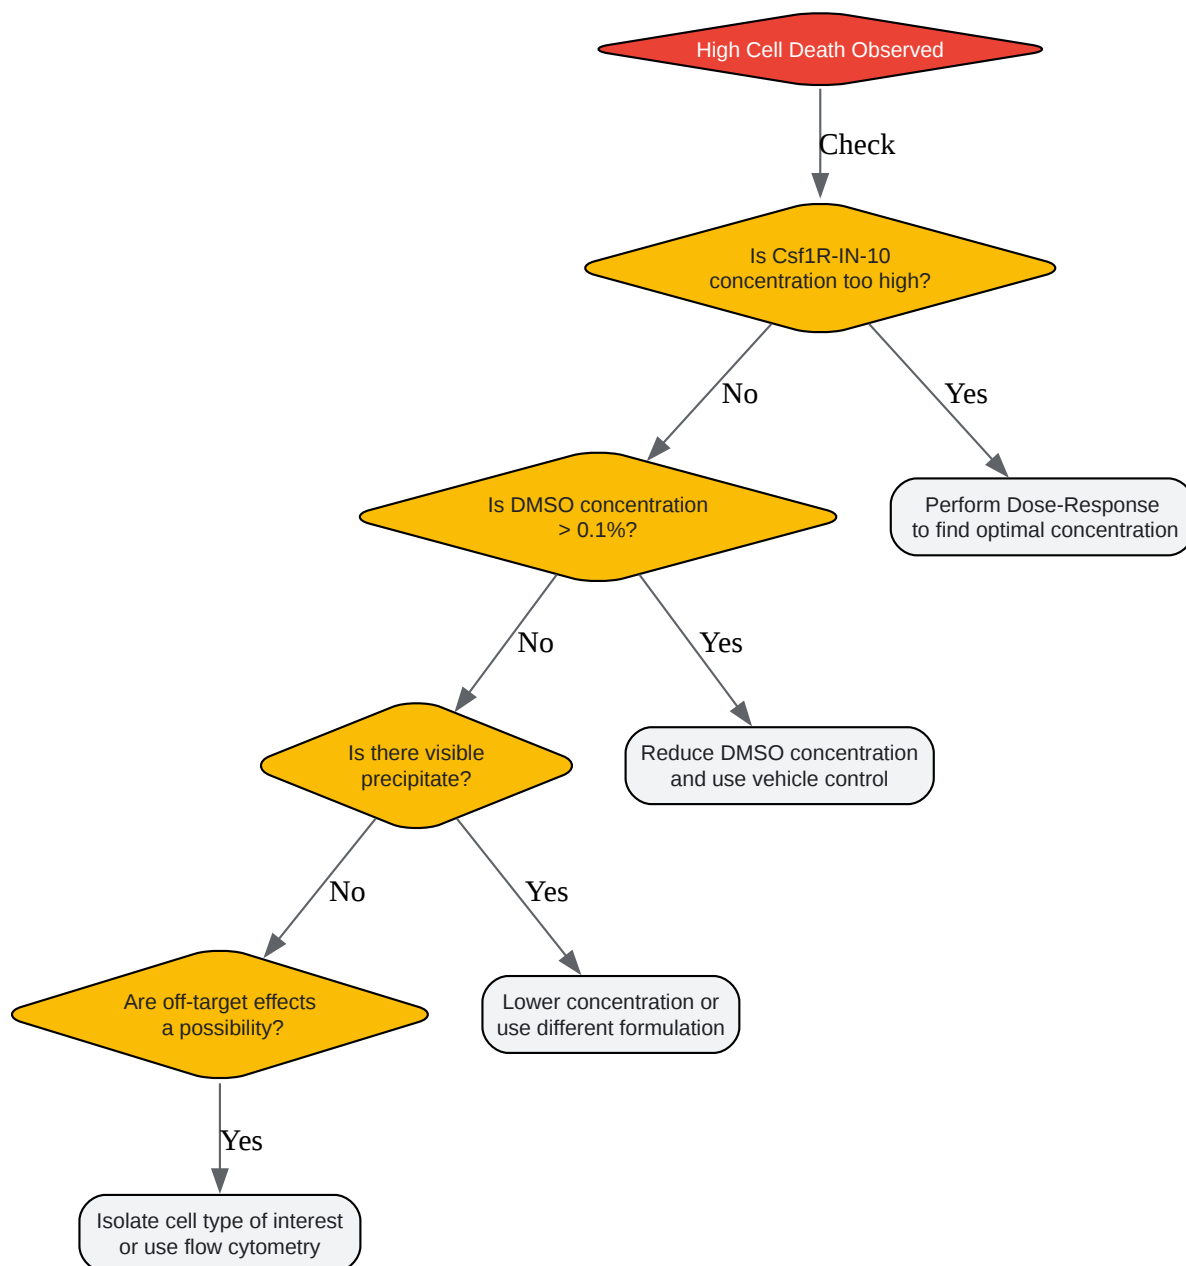 High Cell Death Observed
Check
Is Csf1R-IN-10
concentration too high?
No
Yes
Is DMSO concentration
> 0.1%?
Perform Dose-Response
to find optimal concentration
No
Yes
Is there visible
precipitate?
Reduce DMSO concentration
and use vehicle control
No
Yes
Are off-target effects
a possibility?
Lower concentration or
use different formulation
Yes
Isolate cell type of interest
or use flow cytometry